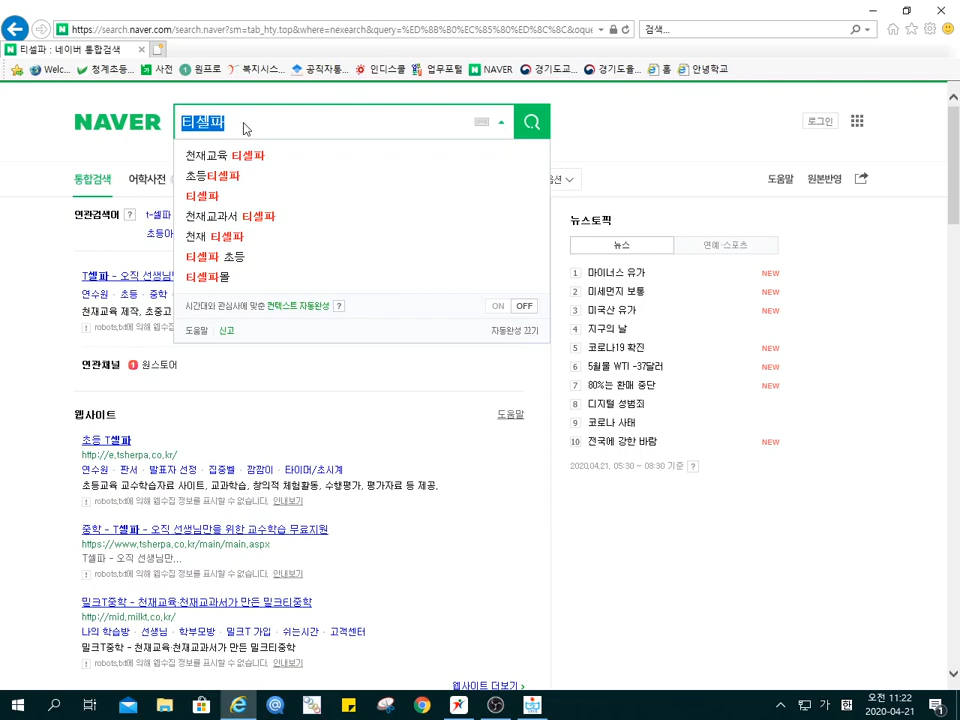 https://search.naver.com/search.naver?sm=tab_hty.top&where=nexearch&query=%ED%8B%B0%EC%85%80%ED%8C%8C&oque
검색...
티셀파 : 네이버 통합검색
Welc...
청계초등...
사전
원프로
복지시스...
공직자통...
인디스쿨
업무포털
NAVER
경기도교...
경기도율...
홈
안녕학교
NAVER
티셀파
로그인
천재교육 티셀파
초등티셀파
티셀파
천재교과서 티셀파
천재 티셀파
티셀파 초등
티셀파몰
시간대와 관심사에 맞춘 컨텍스트 자동완성 ?
ON OFF
도움말 신고
자동완성 끄기
통합검색
어학사전
옵션
도움말
원본반영
연관검색어 ?
t-셀파
초등아
T셀파 - 오직 선생님
연수원 · 초등 · 중학
천재교육 제작, 초중고
robots.txt에 의해 웹수집
연관채널 1 원스토어
웹사이트
도움말
초등 T셀파
http://e.tsherpa.co.kr/
연수원 · 판서 · 발표자 선정 · 집중벨 · 깜깜이 · 타이머/초시계
초등교육 교수학습자료 사이트, 교과학습, 창의적 체험활동, 수행평가, 평가자료 등 제공.
robots.txt에 의해 웹수집 정보를 표시할 수 없습니다. 안내보기
중학 - T셀파 - 오직 선생님만을 위한 교수학습 무료지원
https://www.tsherpa.co.kr/main/main.aspx
T셀파 - 오직 선생님만...
robots.txt에 의해 웹수집 정보를 표시할 수 없습니다. 안내보기
밀크T중학 - 천재교육·천재교과서가 만든 밀크티중학
http://mid.milkt.co.kr/
나의 학습방 · 선생님 · 학부모방 · 밀크T 가입 · 쉬는시간 · 고객센터
밀크T중학 - 천재교육·천재교과서가 만든 밀크티중학
robots.txt에 의해 웹수집 정보를 표시할 수 없습니다. 안내보기
웹사이트 더보기
뉴스토픽
뉴스
연예·스포츠
1 마이너스 유가 NEW
2 미세먼지 보통 NEW
3 미국산 유가 NEW
4 지구의 날
5 코로나19 확진 NEW
6 5월물 WTI -37달러 NEW
7 80%는 환매 중단 NEW
8 디지털 성범죄
9 코로나 사태
10 전국에 강한 바람 NEW
2020.04.21. 05:30 ~ 08:30 기준 ?
가
한
오전 11:22
2020-04-21
1